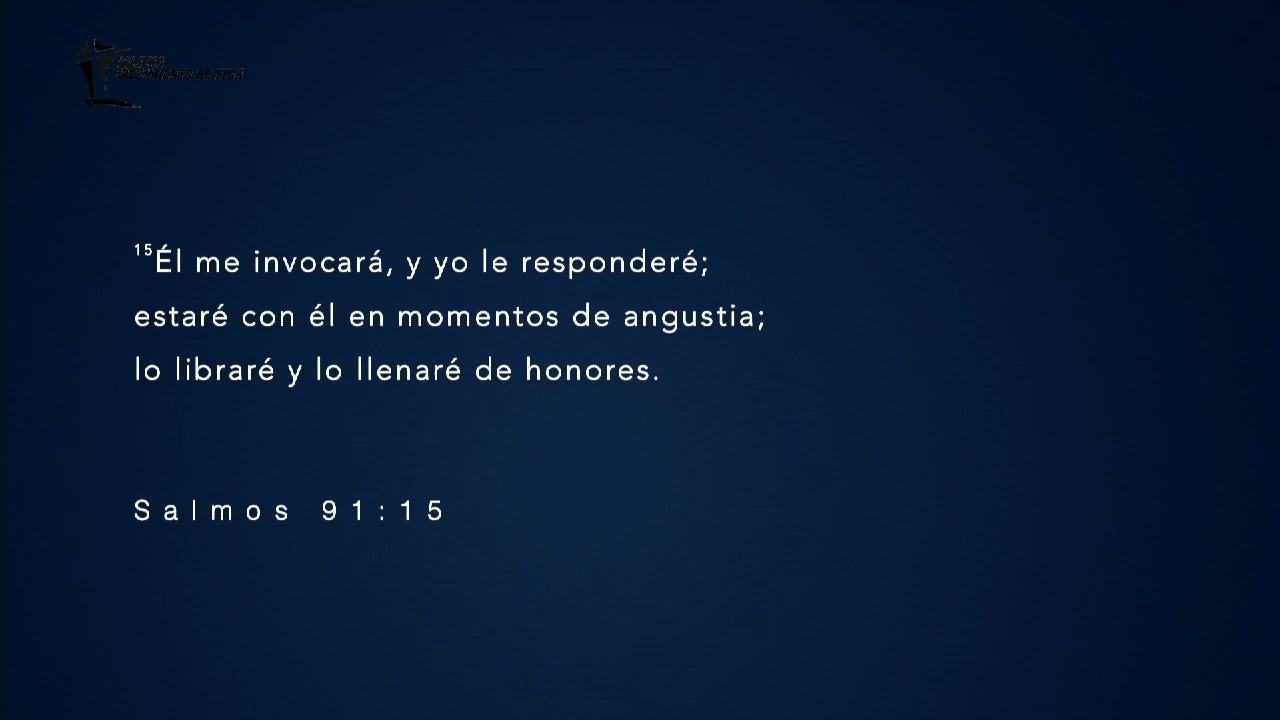 15Él me invocará, y yo le responderé;
estaré con él en momentos de angustia;
lo libraré y lo llenaré de honores.
Salmos 91:15